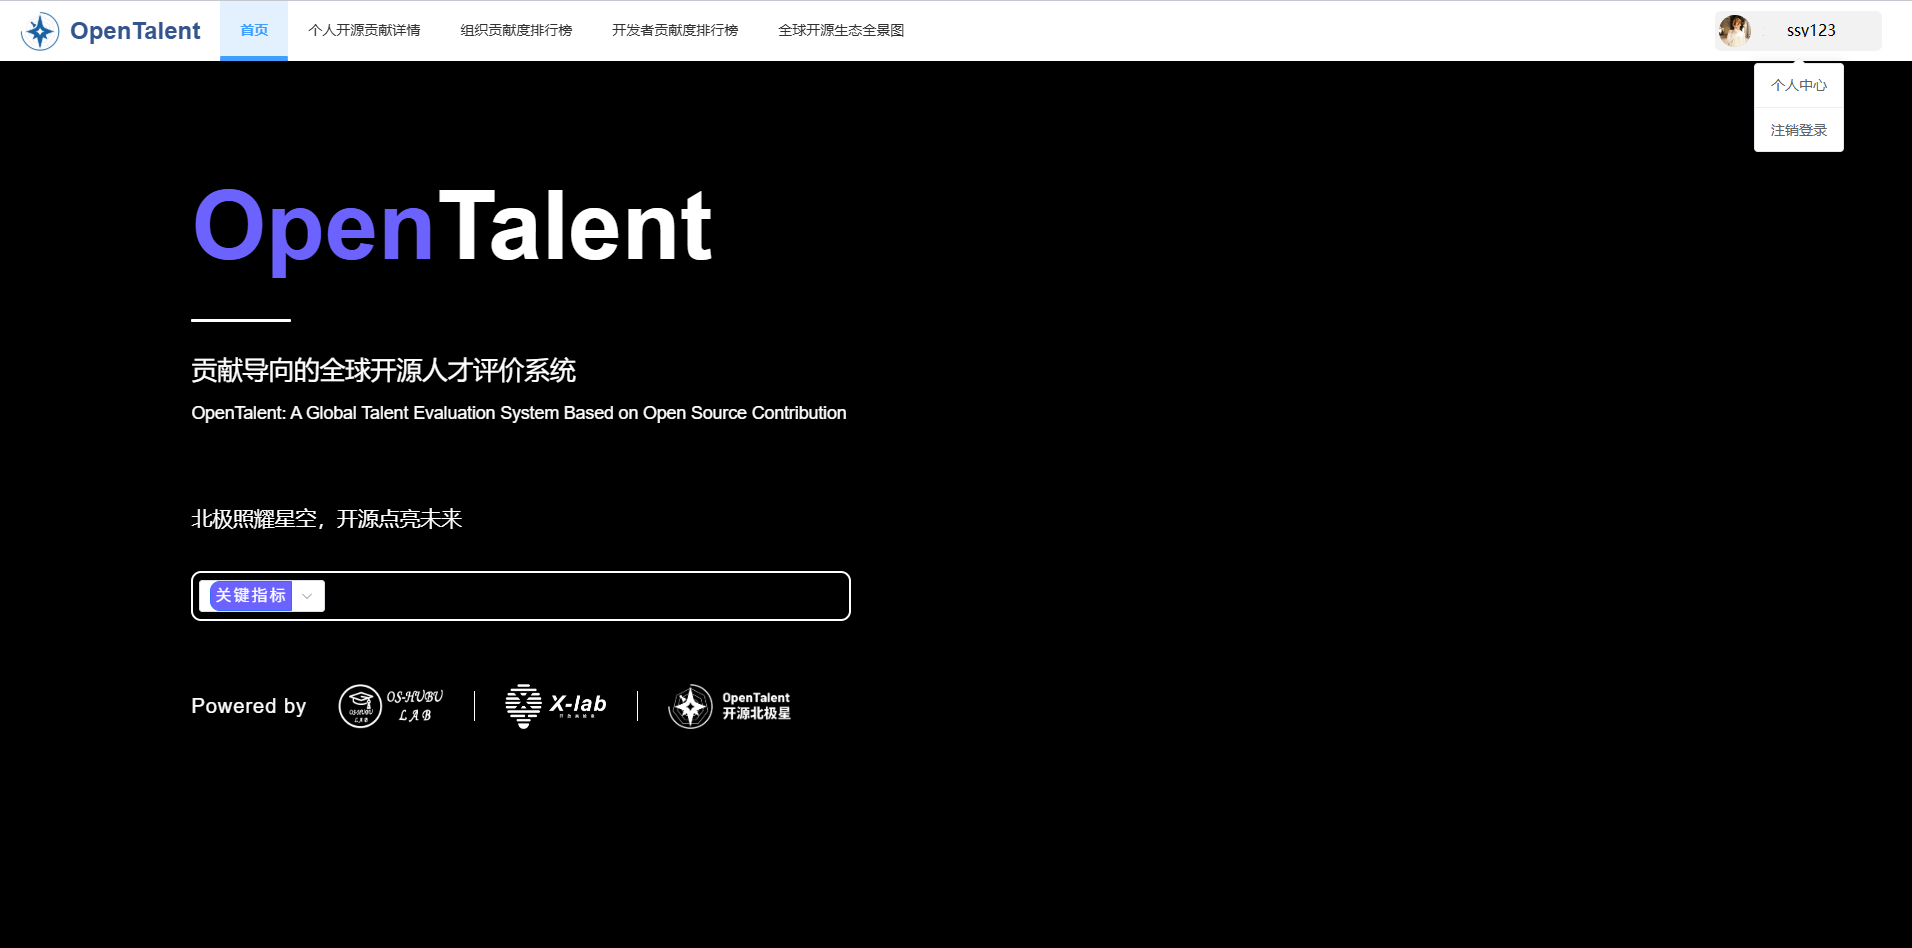 OpenTalent 首页 个人开源贡献详情 组织贡献度排行榜 开发者贡献度排行榜 全球开源生态全景图 ssy123
个人中心
注销登录
OpenTalent
贡献导向的全球开源人才评价系统
OpenTalent: A Global Talent Evaluation System Based on Open Source Contribution
北极照耀星空，开源点亮未来
关键指标
Powered by
OS-HUBU
LAB
OS-HUBU
LAB
X-lab
OpenTalent
开源北极星